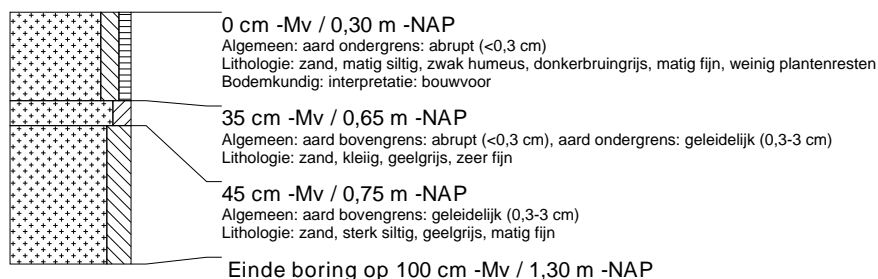 0 cm -Mv / 0,30 m -NAP
Algemeen: aard ondergrens: abrupt (<0,3 cm)
Lithologie: zand, matig siltig, zwak humeus, donkerbruingrijs, matig fijn, weinig plantenresten
Bodemkundig: interpretatie: bouwvoor
35 cm -Mv / 0,65 m -NAP
Algemeen: aard bovengrens: abrupt (<0,3 cm), aard ondergrens: geleidelijk (0,3-3 cm)
Lithologie: zand, kleiig, geelgrijs, zeer fijn
45 cm -Mv / 0,75 m -NAP
Algemeen: aard bovengrens: geleidelijk (0,3-3 cm)
Lithologie: zand, sterk siltig, geelgrijs, matig fijn
Einde boring op 100 cm -Mv / 1,30 m -NAP